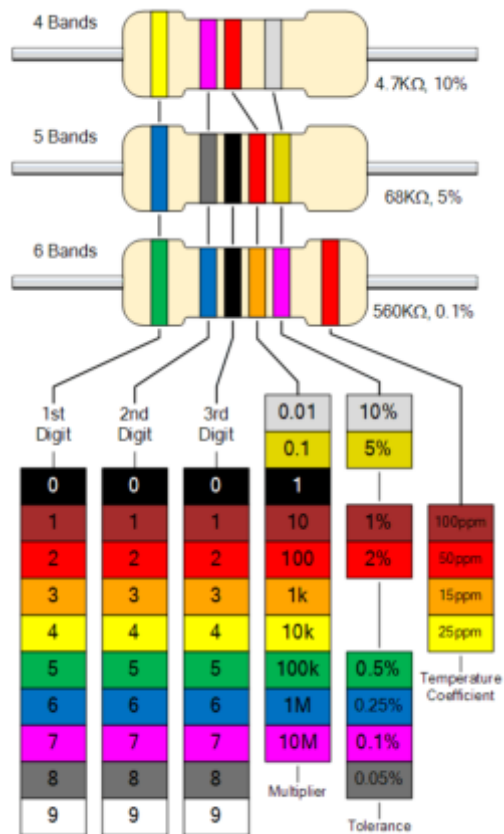 4 Bands
4.7KΩ, 10%
5 Bands
68KΩ, 5%
6 Bands
560KΩ, 0.1%
1st Digit
2nd Digit
3rd Digit
0.01 10%
0.1 5%
0 0 0 1
1 1 1 10 1% 100ppm
2 2 2 100 2% 50ppm
3 3 3 1k 15ppm
4 4 4 10k 25ppm
5 5 5 100k 0.5%
6 6 6 1M 0.25%
7 7 7 10M 0.1%
8 8 8 0.05%
9 9 9
Temperature
Coefficient
Multiplier
Tolerance